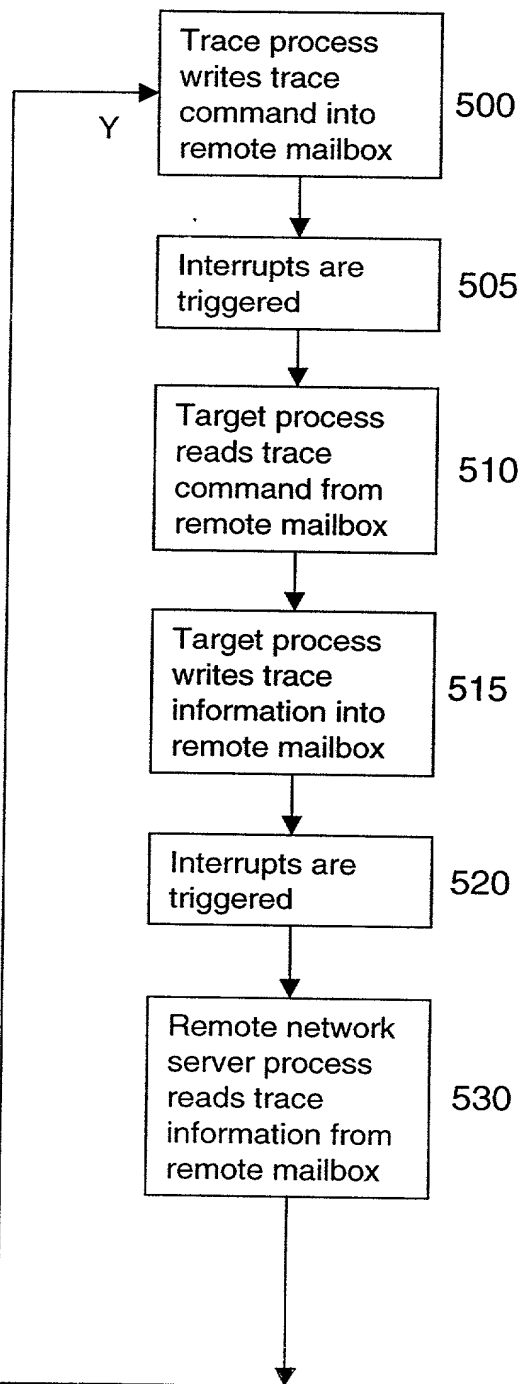 Trace process
writes trace
command into
remote mailbox
500
Y
Interrupts are
triggered
505
Target process
reads trace
command from
remote mailbox
510
Target process
writes trace
information into
remote mailbox
515
Interrupts are
triggered
520
Remote network
server process
reads trace
information from
remote mailbox
530